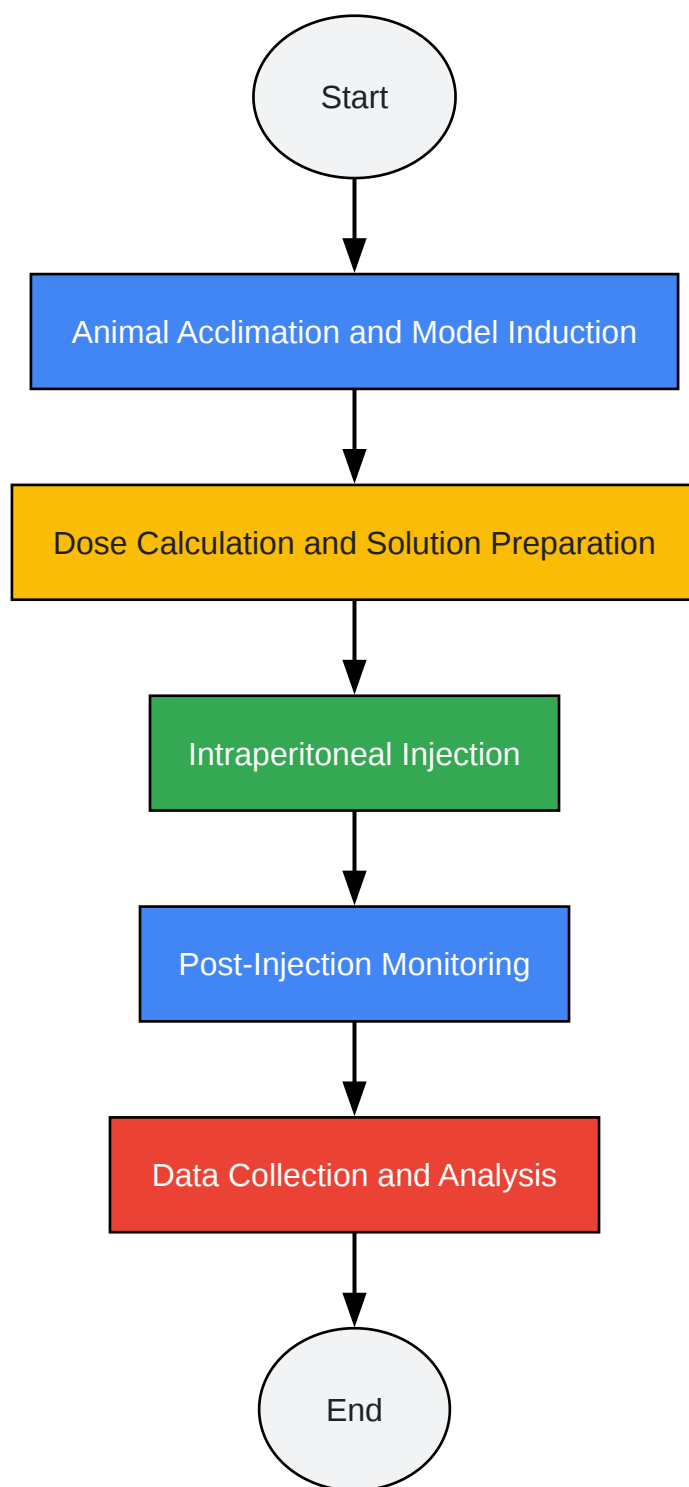 Start
Animal Acclimation and Model Induction
Dose Calculation and Solution Preparation
Intraperitoneal Injection
Post-Injection Monitoring
Data Collection and Analysis
End